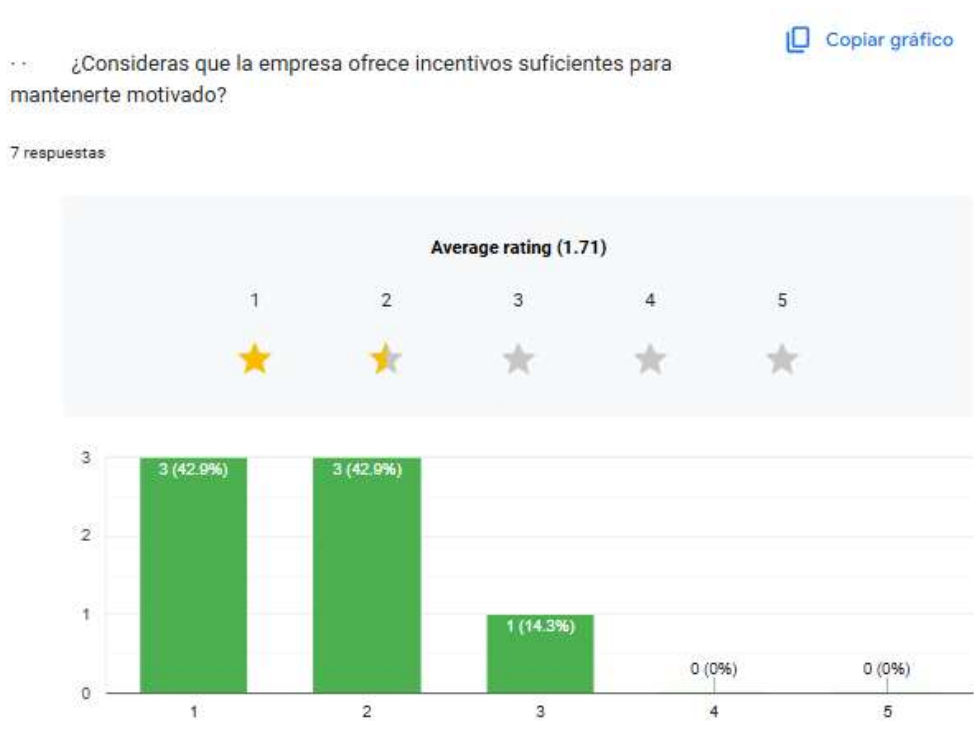 Copiar gráfico
¿Consideras que la empresa ofrece incentivos suficientes para
mantenerte motivado?
7 respuestas
Average rating (1.71)
1 2 3 4 5
3
3 (42.9%) 3 (42.9%)
2
1
1 (14.3%)
0 (0%) 0 (0%)
0
1 2 3 4 5